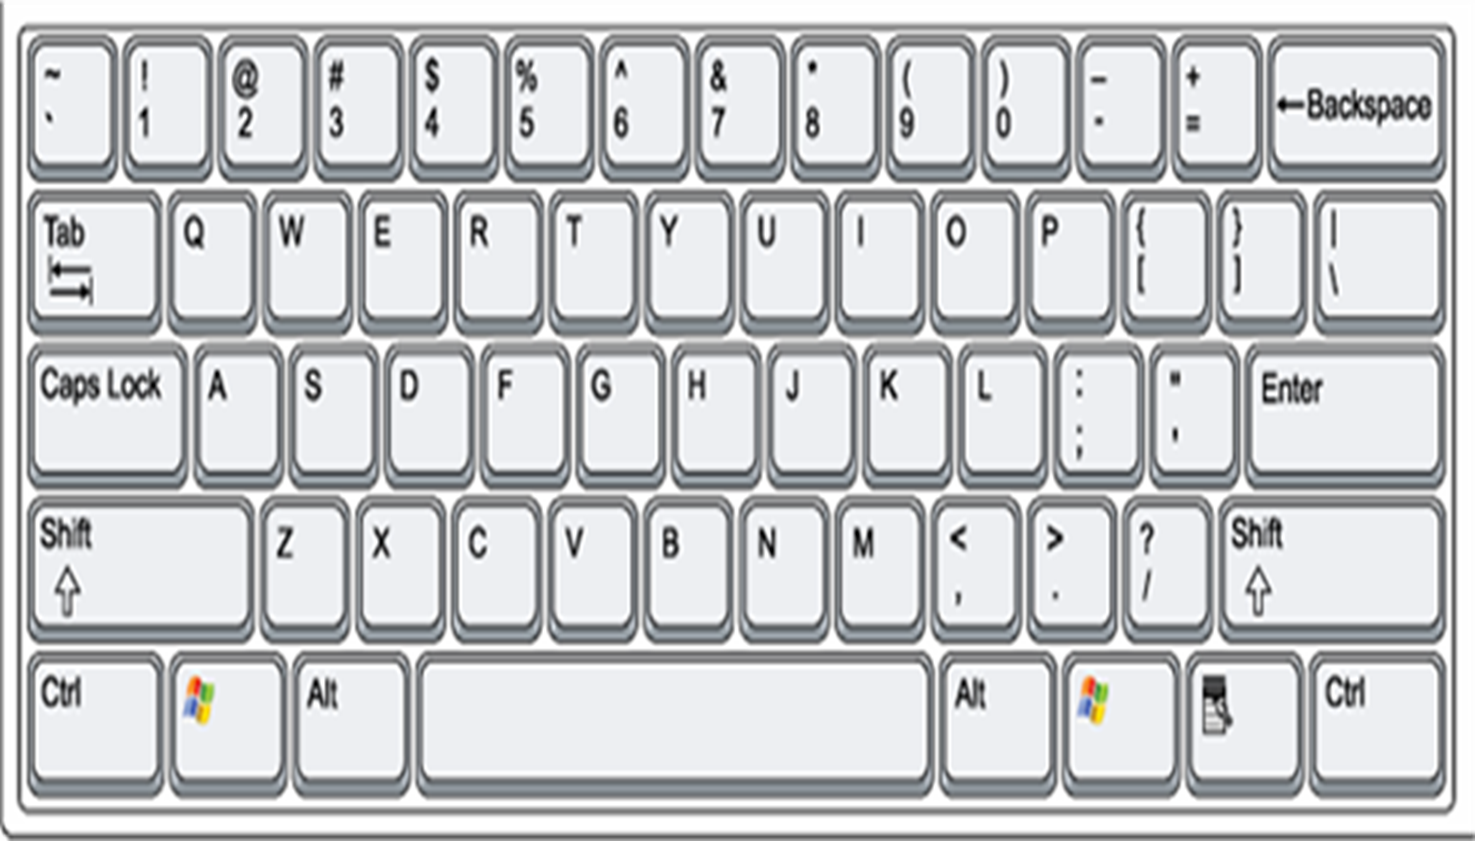 ~ ! @ # $ % ^ & * ( ) – +
` 1 2 3 4 5 6 7 8 9 0 - = ←Backspace
Tab Q W E R T Y U I O P { } |
[ ] \
Caps Lock A S D F G H J K L : " Enter
; '
Shift Z X C V B N M < > ? Shift
, . /
Ctrl Alt Alt Ctrl